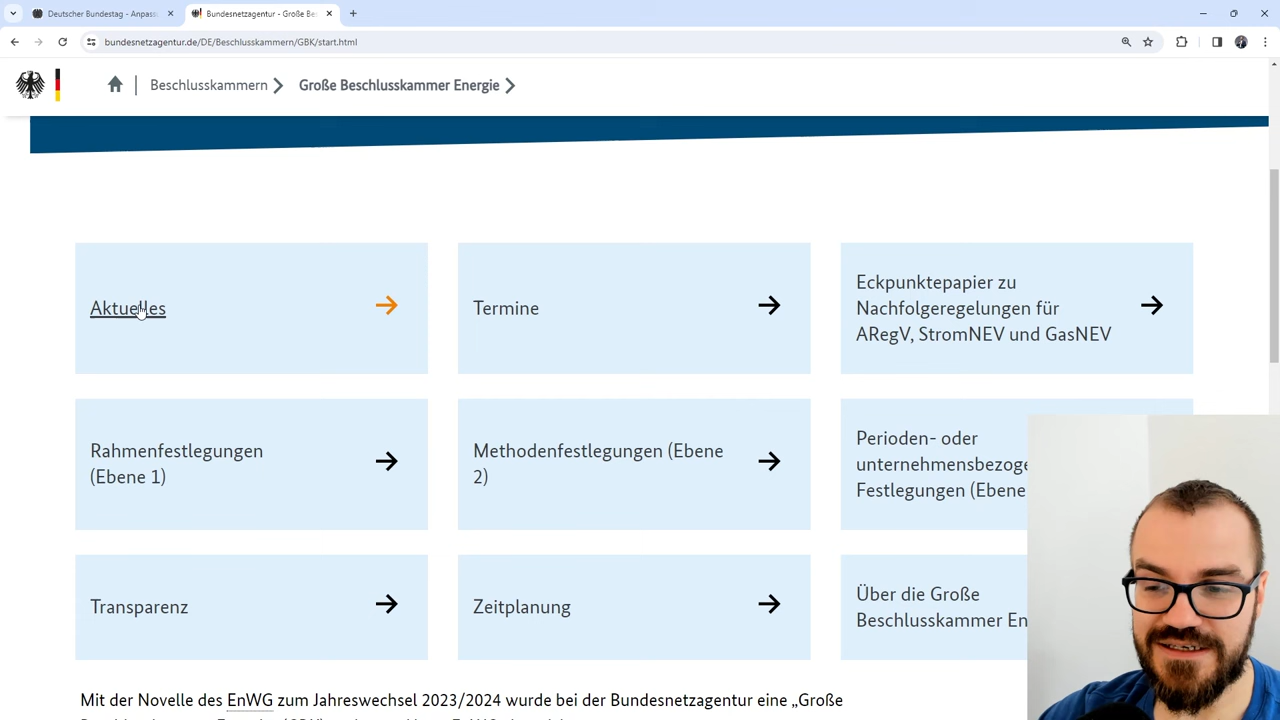 Deutscher Bundestag - Anpass
Bundesnetzagentur - Große Be
bundesnetzagentur.de/DE/Beschlusskammern/GBK/start.html
Beschlusskammern
Große Beschlusskammer Energie
Aktuelles
Termine
Eckpunktepapier zu
Nachfolgeregelungen für
ARegV, StromNEV und GasNEV
Rahmenfestlegungen
(Ebene 1)
Methodenfestlegungen (Ebene
2)
Perioden- oder
unternehmensbezoge
Festlegungen (Ebene
Transparenz
Zeitplanung
Über die Große
Beschlusskammer En
Mit der Novelle des EnWG zum Jahreswechsel 2023/2024 wurde bei der Bundesnetzagentur eine „Große